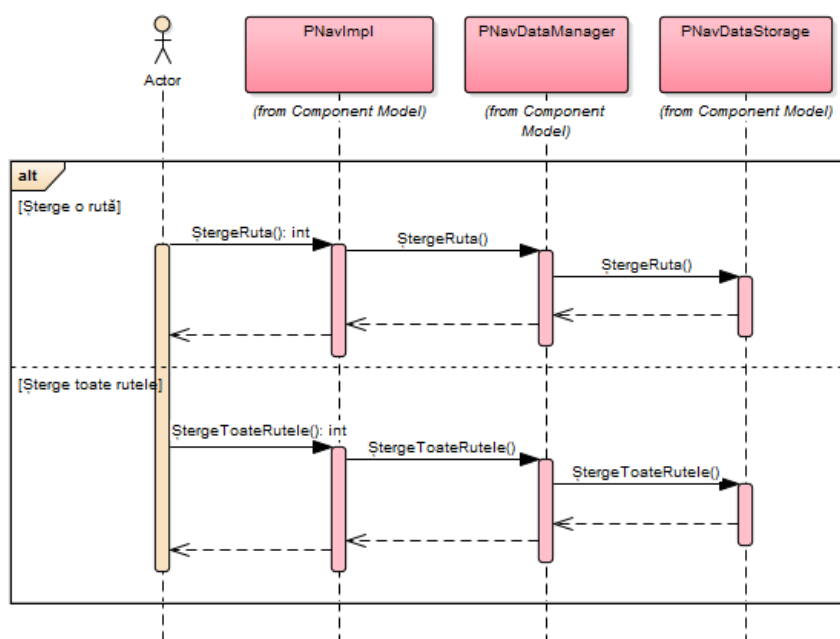 PNavImpl
PNavDataManager
PNavDataStorage
Actor
(from Component Model)
(from Component
Model)
(from Component Model)
alt
[Șterge o rută]
ȘtergeRuta(): int
ȘtergeRuta()
ȘtergeRuta()
[Șterge toate rutele]
ȘtergeToateRutele(): int
ȘtergeToateRutele()
ȘtergeToateRutele()